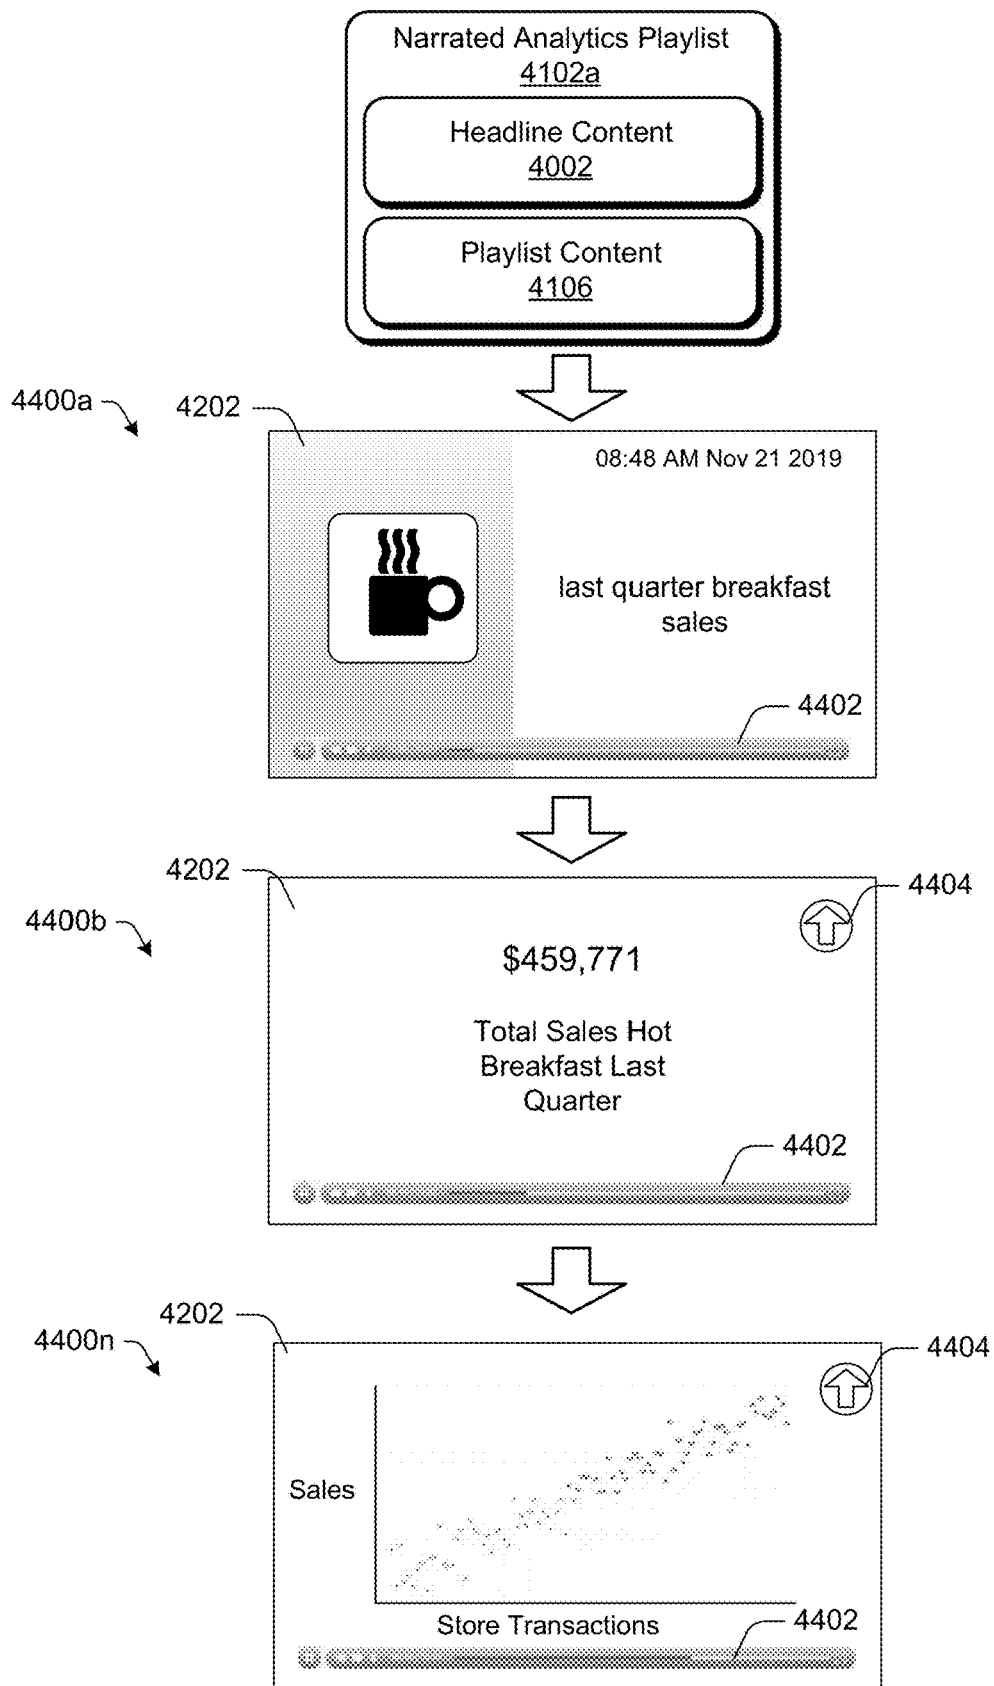 Narrated Analytics Playlist
4102a
Headline Content
4002
Playlist Content
4106
4400a
4202
08:48 AM Nov 21 2019
last quarter breakfast
sales
4402
4202
4404
4400b
$459,771
Total Sales Hot
Breakfast Last
Quarter
4402
4202
4400n
4404
Sales
Store Transactions
4402